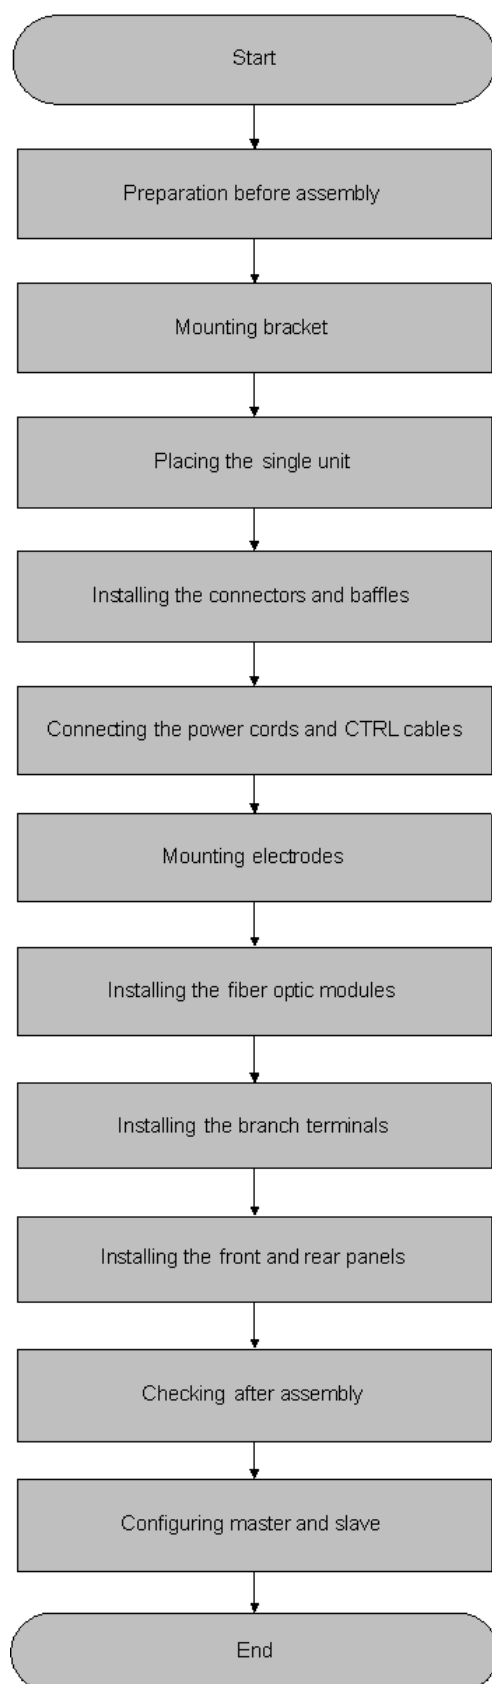 Start
Preparation before assembly
Mounting bracket
Placing the single unit
Installing the connectors and baffles
Connecting the power cords and CTRL cables
Mounting electrodes
Installing the fiber optic modules
Installing the branch terminals
Installing the front and rear panels
Checking after assembly
Configuring master and slave
End